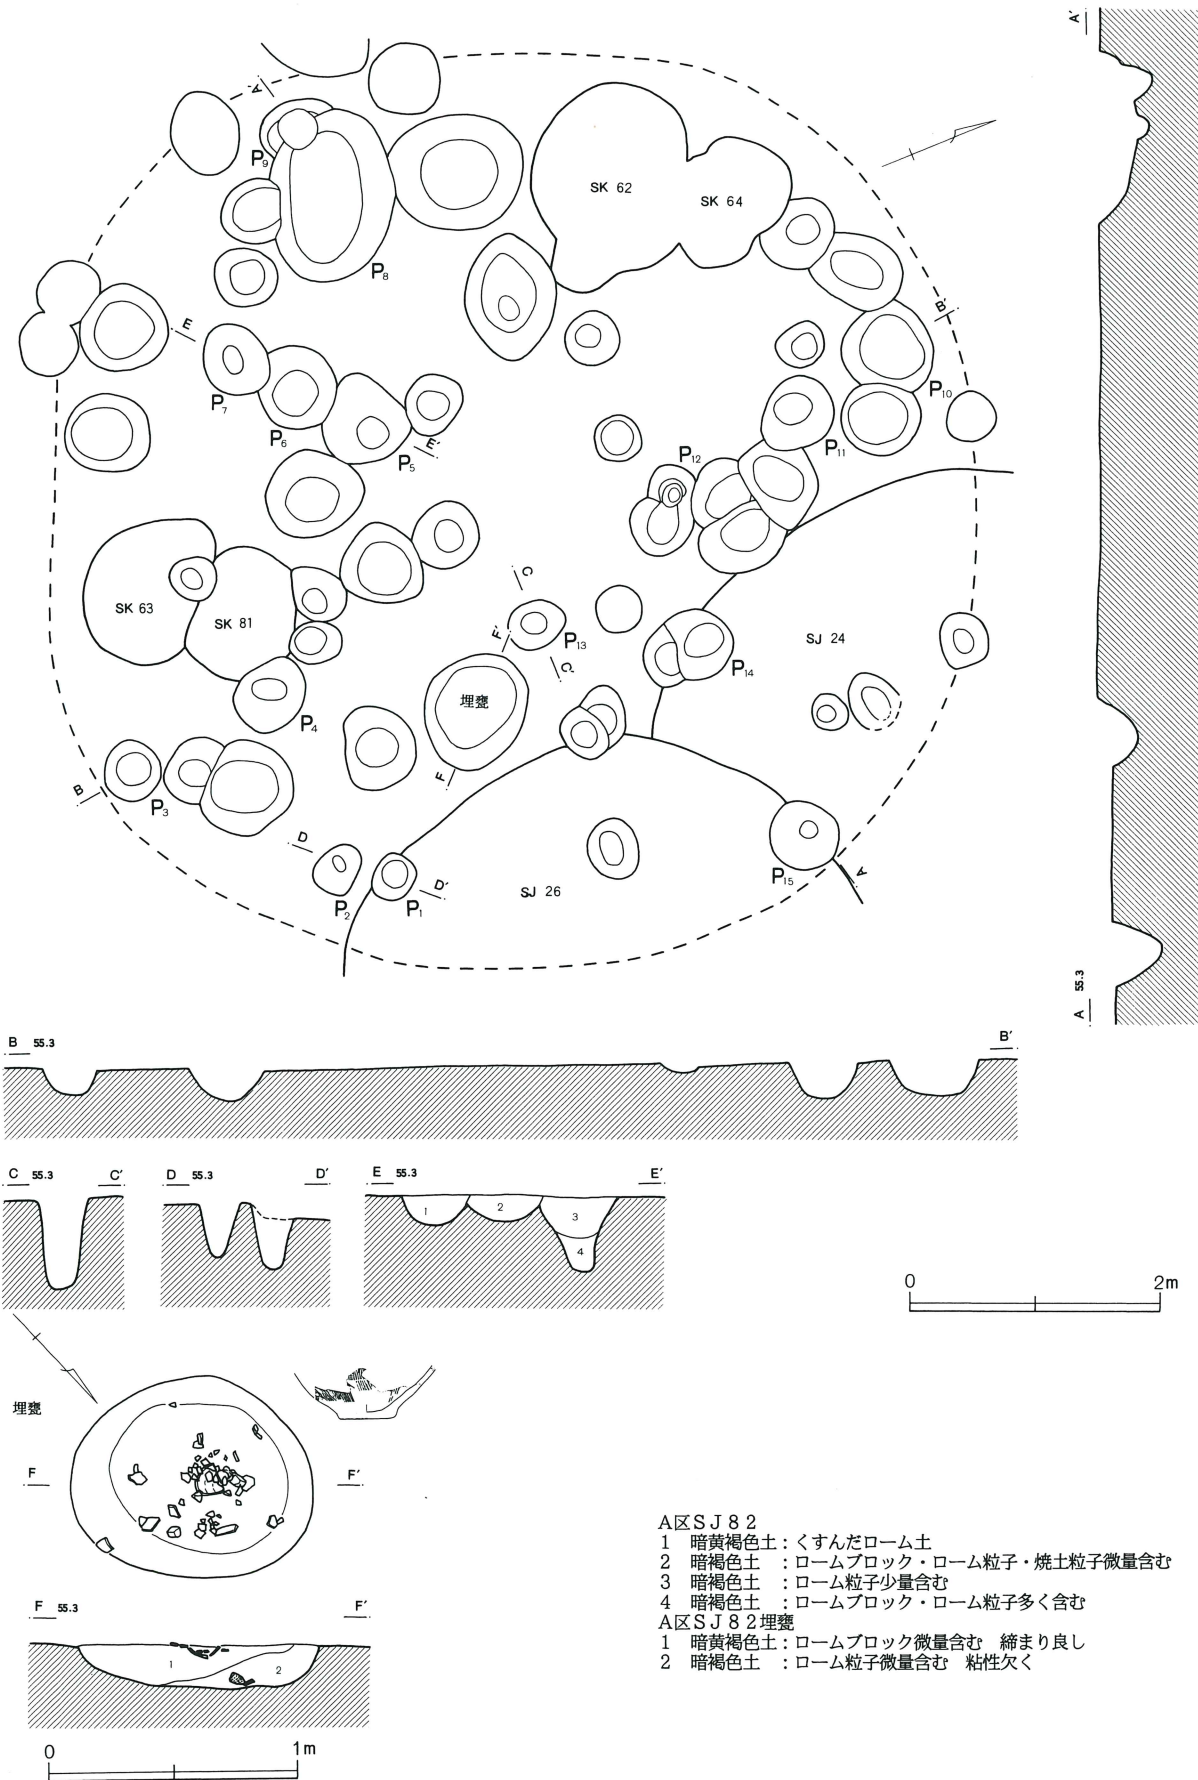 A′
A′
P9
SK 62
SK 64
P8
B′
E
P7
P10
P6
P5
E′
P11
P12
C
SK 63
SK 81
F′
P13
C′
SJ 24
P14
埋甕
P4
F
B
P3
D
P15
A
P2
P1
D′
SJ 26
A 55.3
B 55.3
B′
C 55.3
C′
D 55.3
D′
E 55.3
E′
1
2
3
4
0
2m
埋甕
F
F′
F 55.3
F′
1
2
0
1m
A区SJ82
1 暗黄褐色土:くすんだローム土
2 暗褐色土 :ロームブロック・ローム粒子・焼土粒子微量含む
3 暗褐色土 :ローム粒子少量含む
4 暗褐色土 :ロームブロック・ローム粒子多く含む
A区SJ82埋甕
1 暗黄褐色土:ロームブロック微量含む 締まり良し
2 暗褐色土 :ローム粒子微量含む 粘性欠く